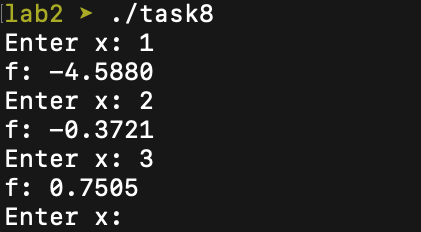 lab2 ➤ ./task8
Enter x: 1
f: -4.5880
Enter x: 2
f: -0.3721
Enter x: 3
f: 0.7505
Enter x: